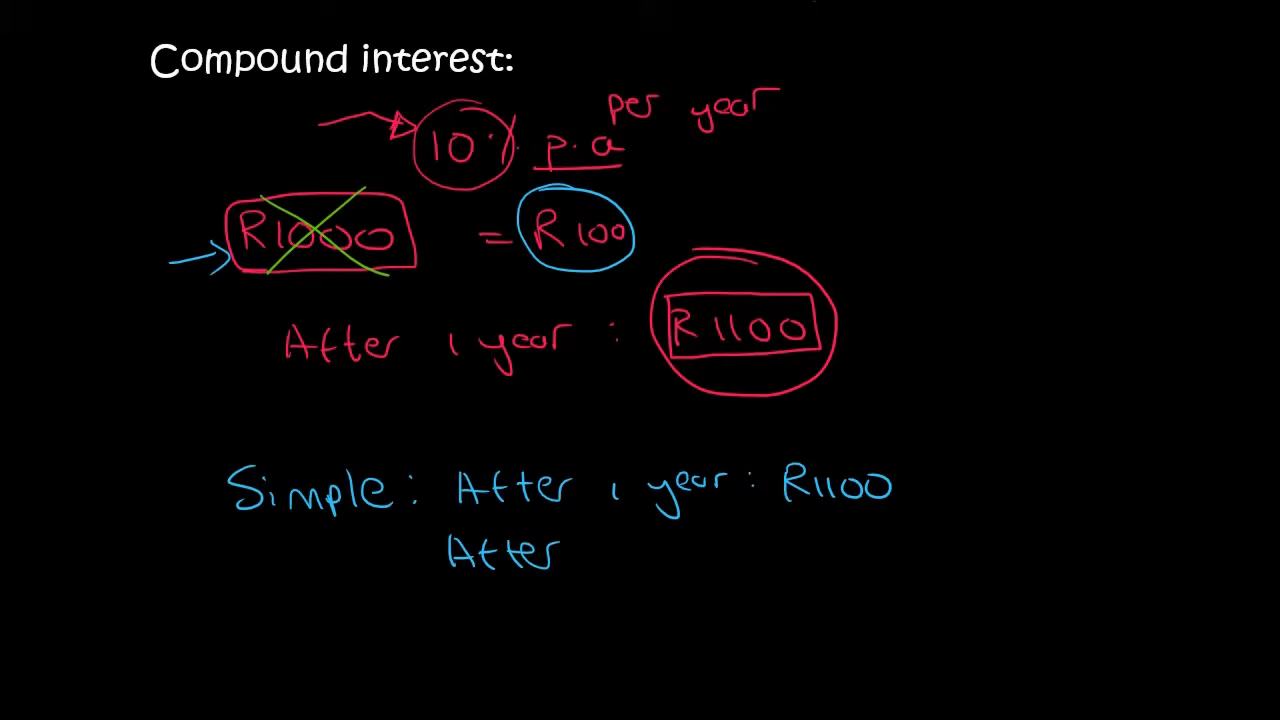 Compound interest:
per year
10% p.a
R1000 = R100
After 1 year : R1100
Simple: After 1 year: R1100
After